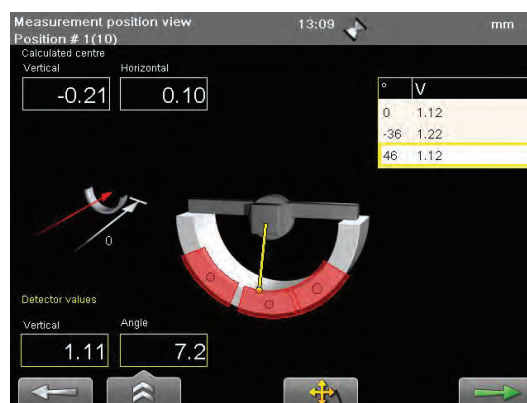 Measurement position view
13:09
mm
Position # 1(10)
Calculated centre
Vertical
Horizontal
-0.21
0.10
° V
0 1.12
-36 1.22
46 1.12
0
Detector values
Vertical
Angle
1.11
7.2